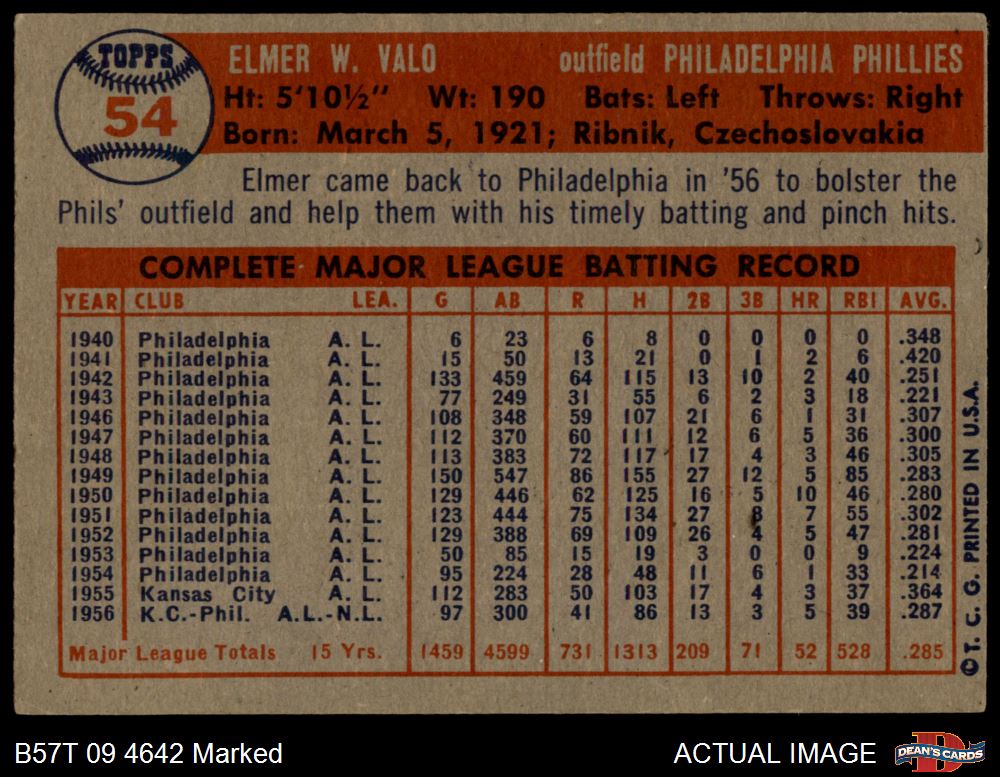 TOPPS
54
ELMER W. VALO outfield PHILADELPHIA PHILLIES
Ht: 5'10½" Wt: 190 Bats: Left Throws: Right
Born: March 5, 1921; Ribnik, Czechoslovakia
Elmer came back to Philadelphia in '56 to bolster the
Phils' outfield and help them with his timely batting and pinch hits.
COMPLETE MAJOR LEAGUE BATTING RECORD
YEAR CLUB LEA. G AB R H 2B 3B HR RBI AVG.
1940 Philadelphia A. L. 6 23 6 8 0 0 0 0 .348
1941 Philadelphia A. L. 15 50 13 21 0 1 2 6 .420
1942 Philadelphia A. L. 133 459 64 115 13 10 2 40 .251
1943 Philadelphia A. L. 77 249 31 55 6 2 3 18 .221
1946 Philadelphia A. L. 108 348 59 107 21 6 1 31 .307
1947 Philadelphia A. L. 112 370 60 111 12 6 5 36 .300
1948 Philadelphia A. L. 113 383 72 117 17 4 3 46 .305
1949 Philadelphia A. L. 150 547 86 155 27 12 5 85 .283
1950 Philadelphia A. L. 129 446 62 125 16 5 10 46 .280
1951 Philadelphia A. L. 123 444 75 134 27 8 7 55 .302
1952 Philadelphia A. L. 129 388 69 109 26 4 5 47 .281
1953 Philadelphia A. L. 50 85 15 19 3 0 0 9 .224
1954 Philadelphia A. L. 95 224 28 48 11 6 1 33 .214
1955 Kansas City A. L. 112 283 50 103 17 4 3 37 .364
1956 K.C.-Phil. A.L.-N.L. 97 300 41 86 13 3 5 39 .287
Major League Totals 15 Yrs. 1459 4599 731 1313 209 71 52 528 .285
© T. C. G. PRINTED IN U.S.A.
B57T 09 4642 Marked
ACTUAL IMAGE
DEAN'S CARDS